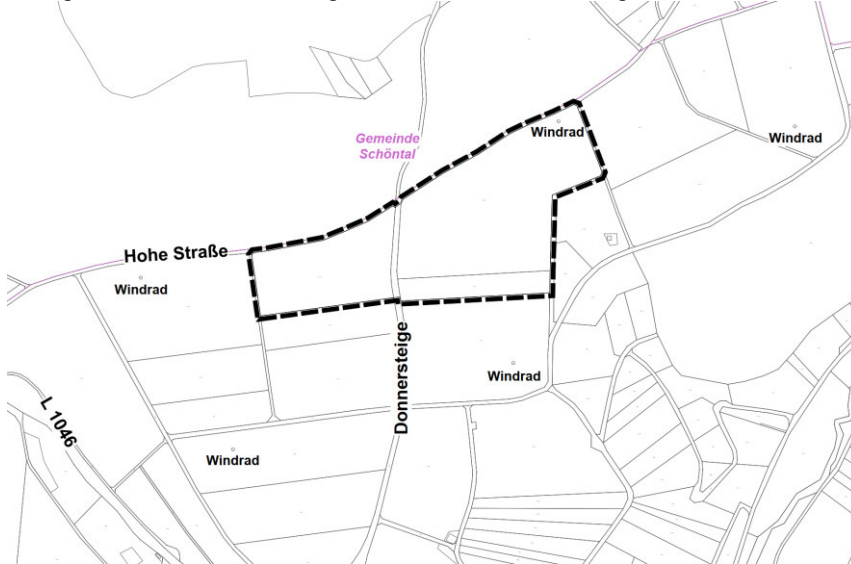 Gemeinde
Schöntal
Windrad
Windrad
Hohe Straße
Windrad
Donnersteige
Windrad
L 1046
Windrad